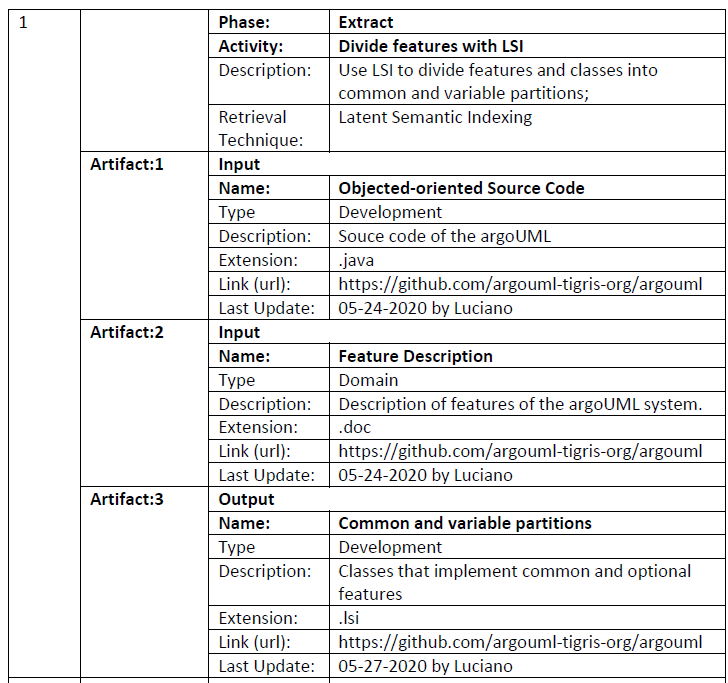 1 Phase: Extract
Activity: Divide features with LSI
Description: Use LSI to divide features and classes into
common and variable partitions;
Retrieval Latent Semantic Indexing
Technique:
Artifact:1 Input
Name: Objected-oriented Source Code
Type Development
Description: Souce code of the argoUML
Extension: .java
Link (url): https://github.com/argouml-tigris-org/argouml
Last Update: 05-24-2020 by Luciano
Artifact:2 Input
Name: Feature Description
Type Domain
Description: Description of features of the argoUML system.
Extension: .doc
Link (url): https://github.com/argouml-tigris-org/argouml
Last Update: 05-24-2020 by Luciano
Artifact:3 Output
Name: Common and variable partitions
Type Development
Description: Classes that implement common and optional
features
Extension: .lsi
Link (url): https://github.com/argouml-tigris-org/argouml
Last Update: 05-27-2020 by Luciano